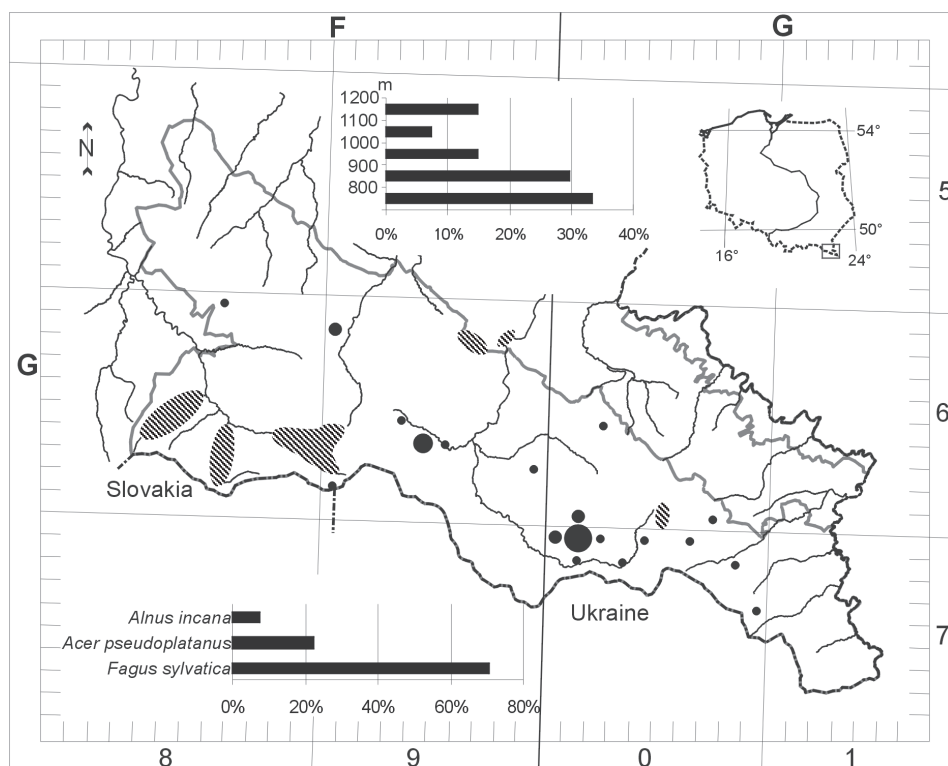 F G
m
1200
1100
1000
900
800
0% 10% 20% 30% 40%
N
54°
50°
16° 24°
5
G
6
Slovakia
Ukraine
7
Alnus incana
Acer pseudoplatanus
Fagus sylvatica
0% 20% 40% 60% 80%
8 9 0 1